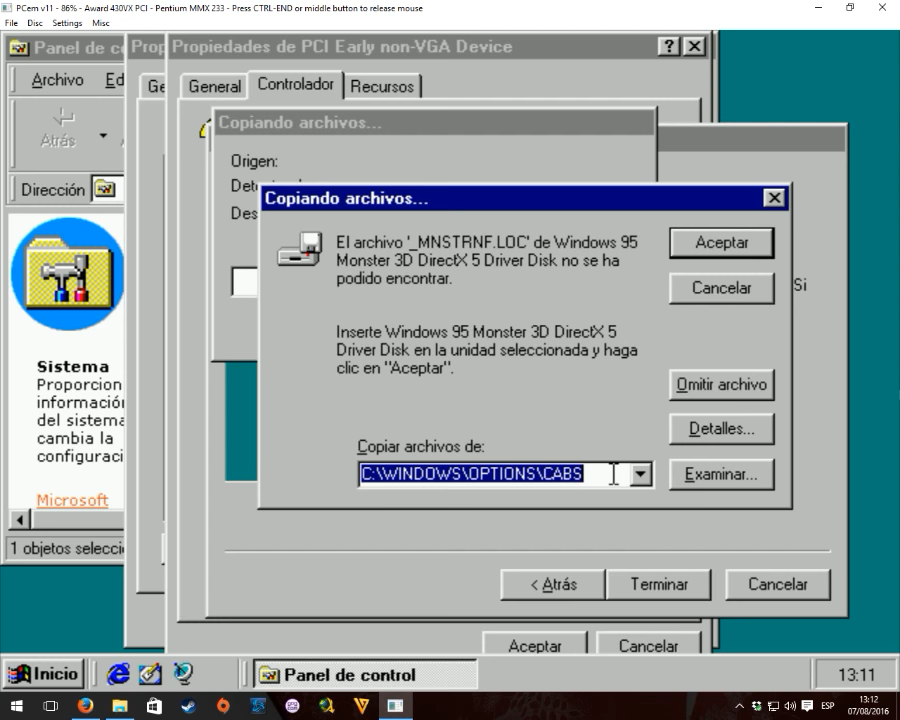 PCem v11 - 86% - Award 430VX PCI - Pentium MMX 233 - Press CTRL-END or middle button to release mouse
File Disc Settings Misc
Panel de co
Prop
Propiedades de PCI Early non-VGA Device
Archivo Ed
Ge
General Controlador Recursos
Atrás
Copiando archivos...
Origen:
Dirección
Des
Copiando archivos...
El archivo '_MNSTRNF.LOC' de Windows 95
Monster 3D DirectX 5 Driver Disk no se ha
podido encontrar.
Aceptar
Cancelar
Si
Inserte Windows 95 Monster 3D DirectX 5
Driver Disk en la unidad seleccionada y haga
clic en "Aceptar".
Omitir archivo
Detalles...
Copiar archivos de:
C:\WINDOWS\OPTIONS\CABS
Examinar...
Sistema
Proporcion
información
del sistema
cambia la
configuraci
Microsoft
1 objetos selecci
< Atrás Terminar Cancelar
Aceptar Cancelar
Inicio
Panel de control
13:11
ESP
13:12
07/08/2016